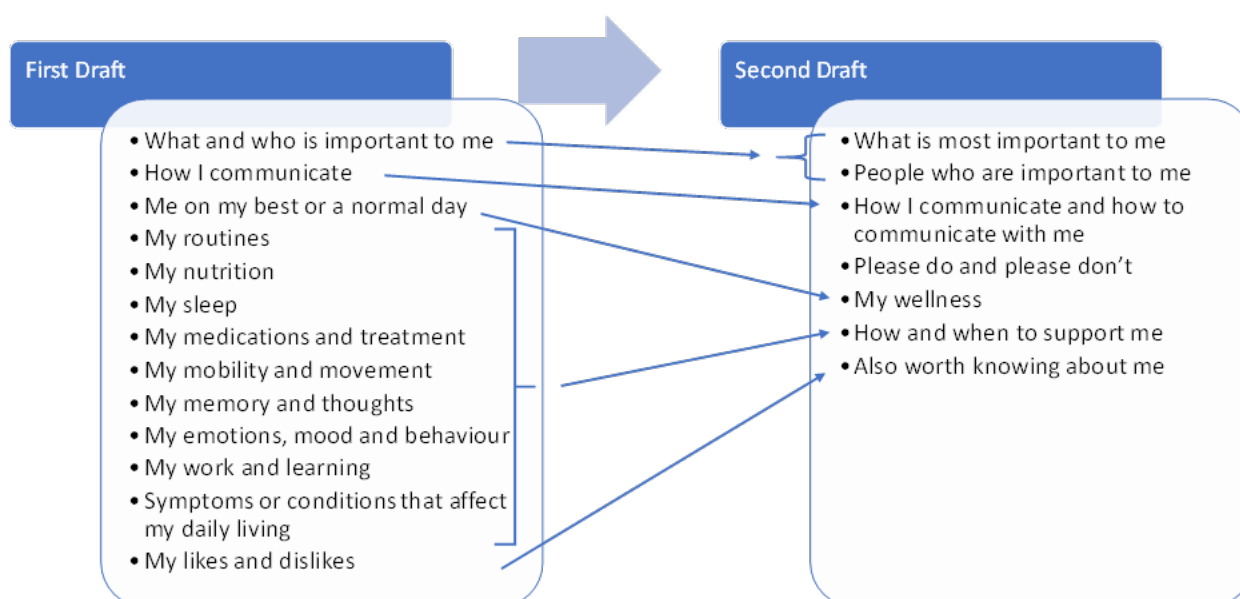 First Draft
• What and who is important to me
• How I communicate
• Me on my best or a normal day
• My routines
• My nutrition
• My sleep
• My medications and treatment
• My mobility and movement
• My memory and thoughts
• My emotions, mood and behaviour
• My work and learning
• Symptoms or conditions that affect
my daily living
• My likes and dislikes
Second Draft
• What is most important to me
• People who are important to me
• How I communicate and how to
communicate with me
• Please do and please don’t
• My wellness
• How and when to support me
• Also worth knowing about me